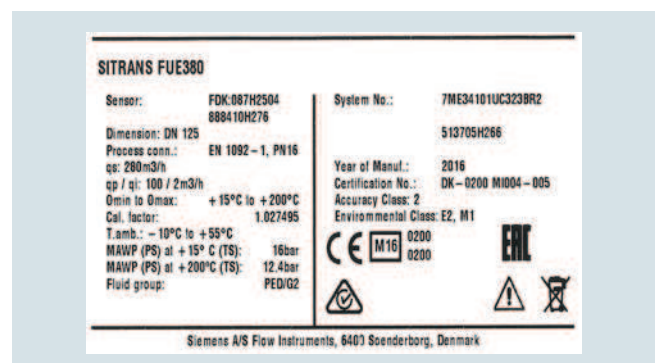 SITRANS FUE380
Sensor: FDK:087H2504
888410H276
Dimension: DN 125
Process conn.: EN 1092-1, PN16
qs: 280m3/h
qp / qi: 100 / 2m3/h
Omin to Omax: +15°C to +200°C
Cal. factor: 1.027495
T.amb.: -10°C to +55°C
MAWP (PS) at +15° C (TS): 16bar
MAWP (PS) at +200°C (TS): 12.4bar
Fluid group: PED/G2
System No.: 7ME34101UC323BR2
513705H266
Year of Manuf.: 2016
Certification No.: DK-0200 MI004-005
Accuracy Class: 2
Environmental Class: E2, M1
CE M16 0200
0200
EAC
Siemens A/S Flow Instruments, 6400 Soenderborg, Denmark